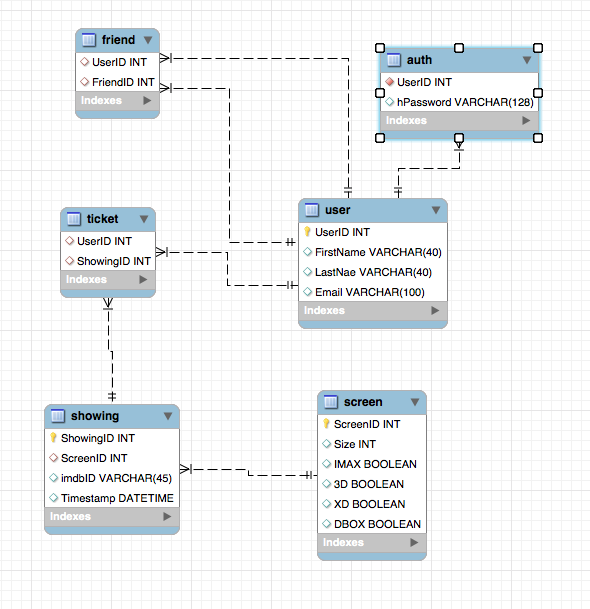 friend
UserID INT
FriendID INT
Indexes
auth
UserID INT
hPassword VARCHAR(128)
Indexes
ticket
UserID INT
ShowingID INT
Indexes
user
UserID INT
FirstName VARCHAR(40)
LastNae VARCHAR(40)
Email VARCHAR(100)
Indexes
showing
ShowingID INT
ScreenID INT
imdbID VARCHAR(45)
Timestamp DATETIME
Indexes
screen
ScreenID INT
Size INT
IMAX BOOLEAN
3D BOOLEAN
XD BOOLEAN
DBOX BOOLEAN
Indexes